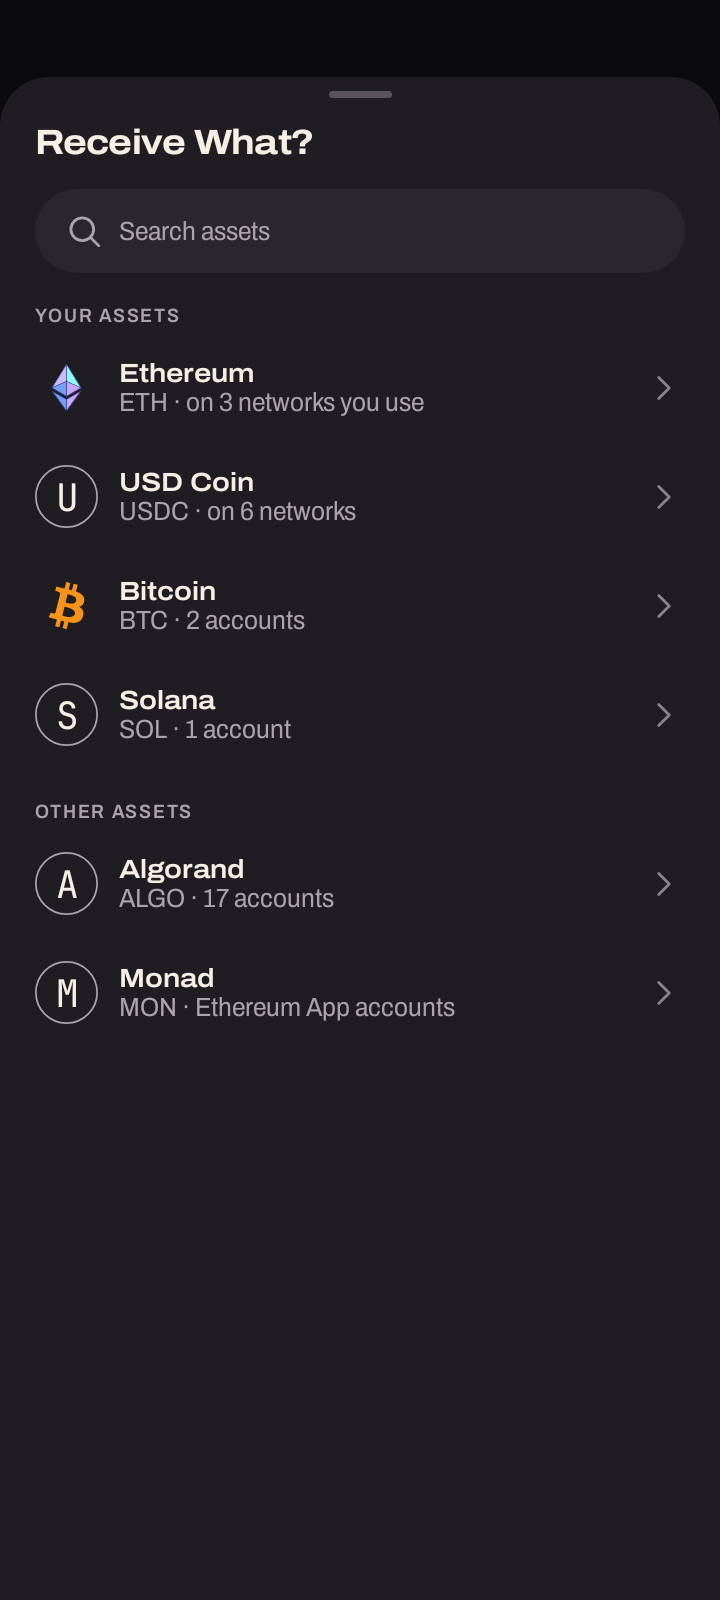 Receive What?
Search assets
YOUR ASSETS
Ethereum
ETH · on 3 networks you use
U
USD Coin
USDC · on 6 networks
Bitcoin
BTC · 2 accounts
S
Solana
SOL · 1 account
OTHER ASSETS
A
Algorand
ALGO · 17 accounts
M
Monad
MON · Ethereum App accounts